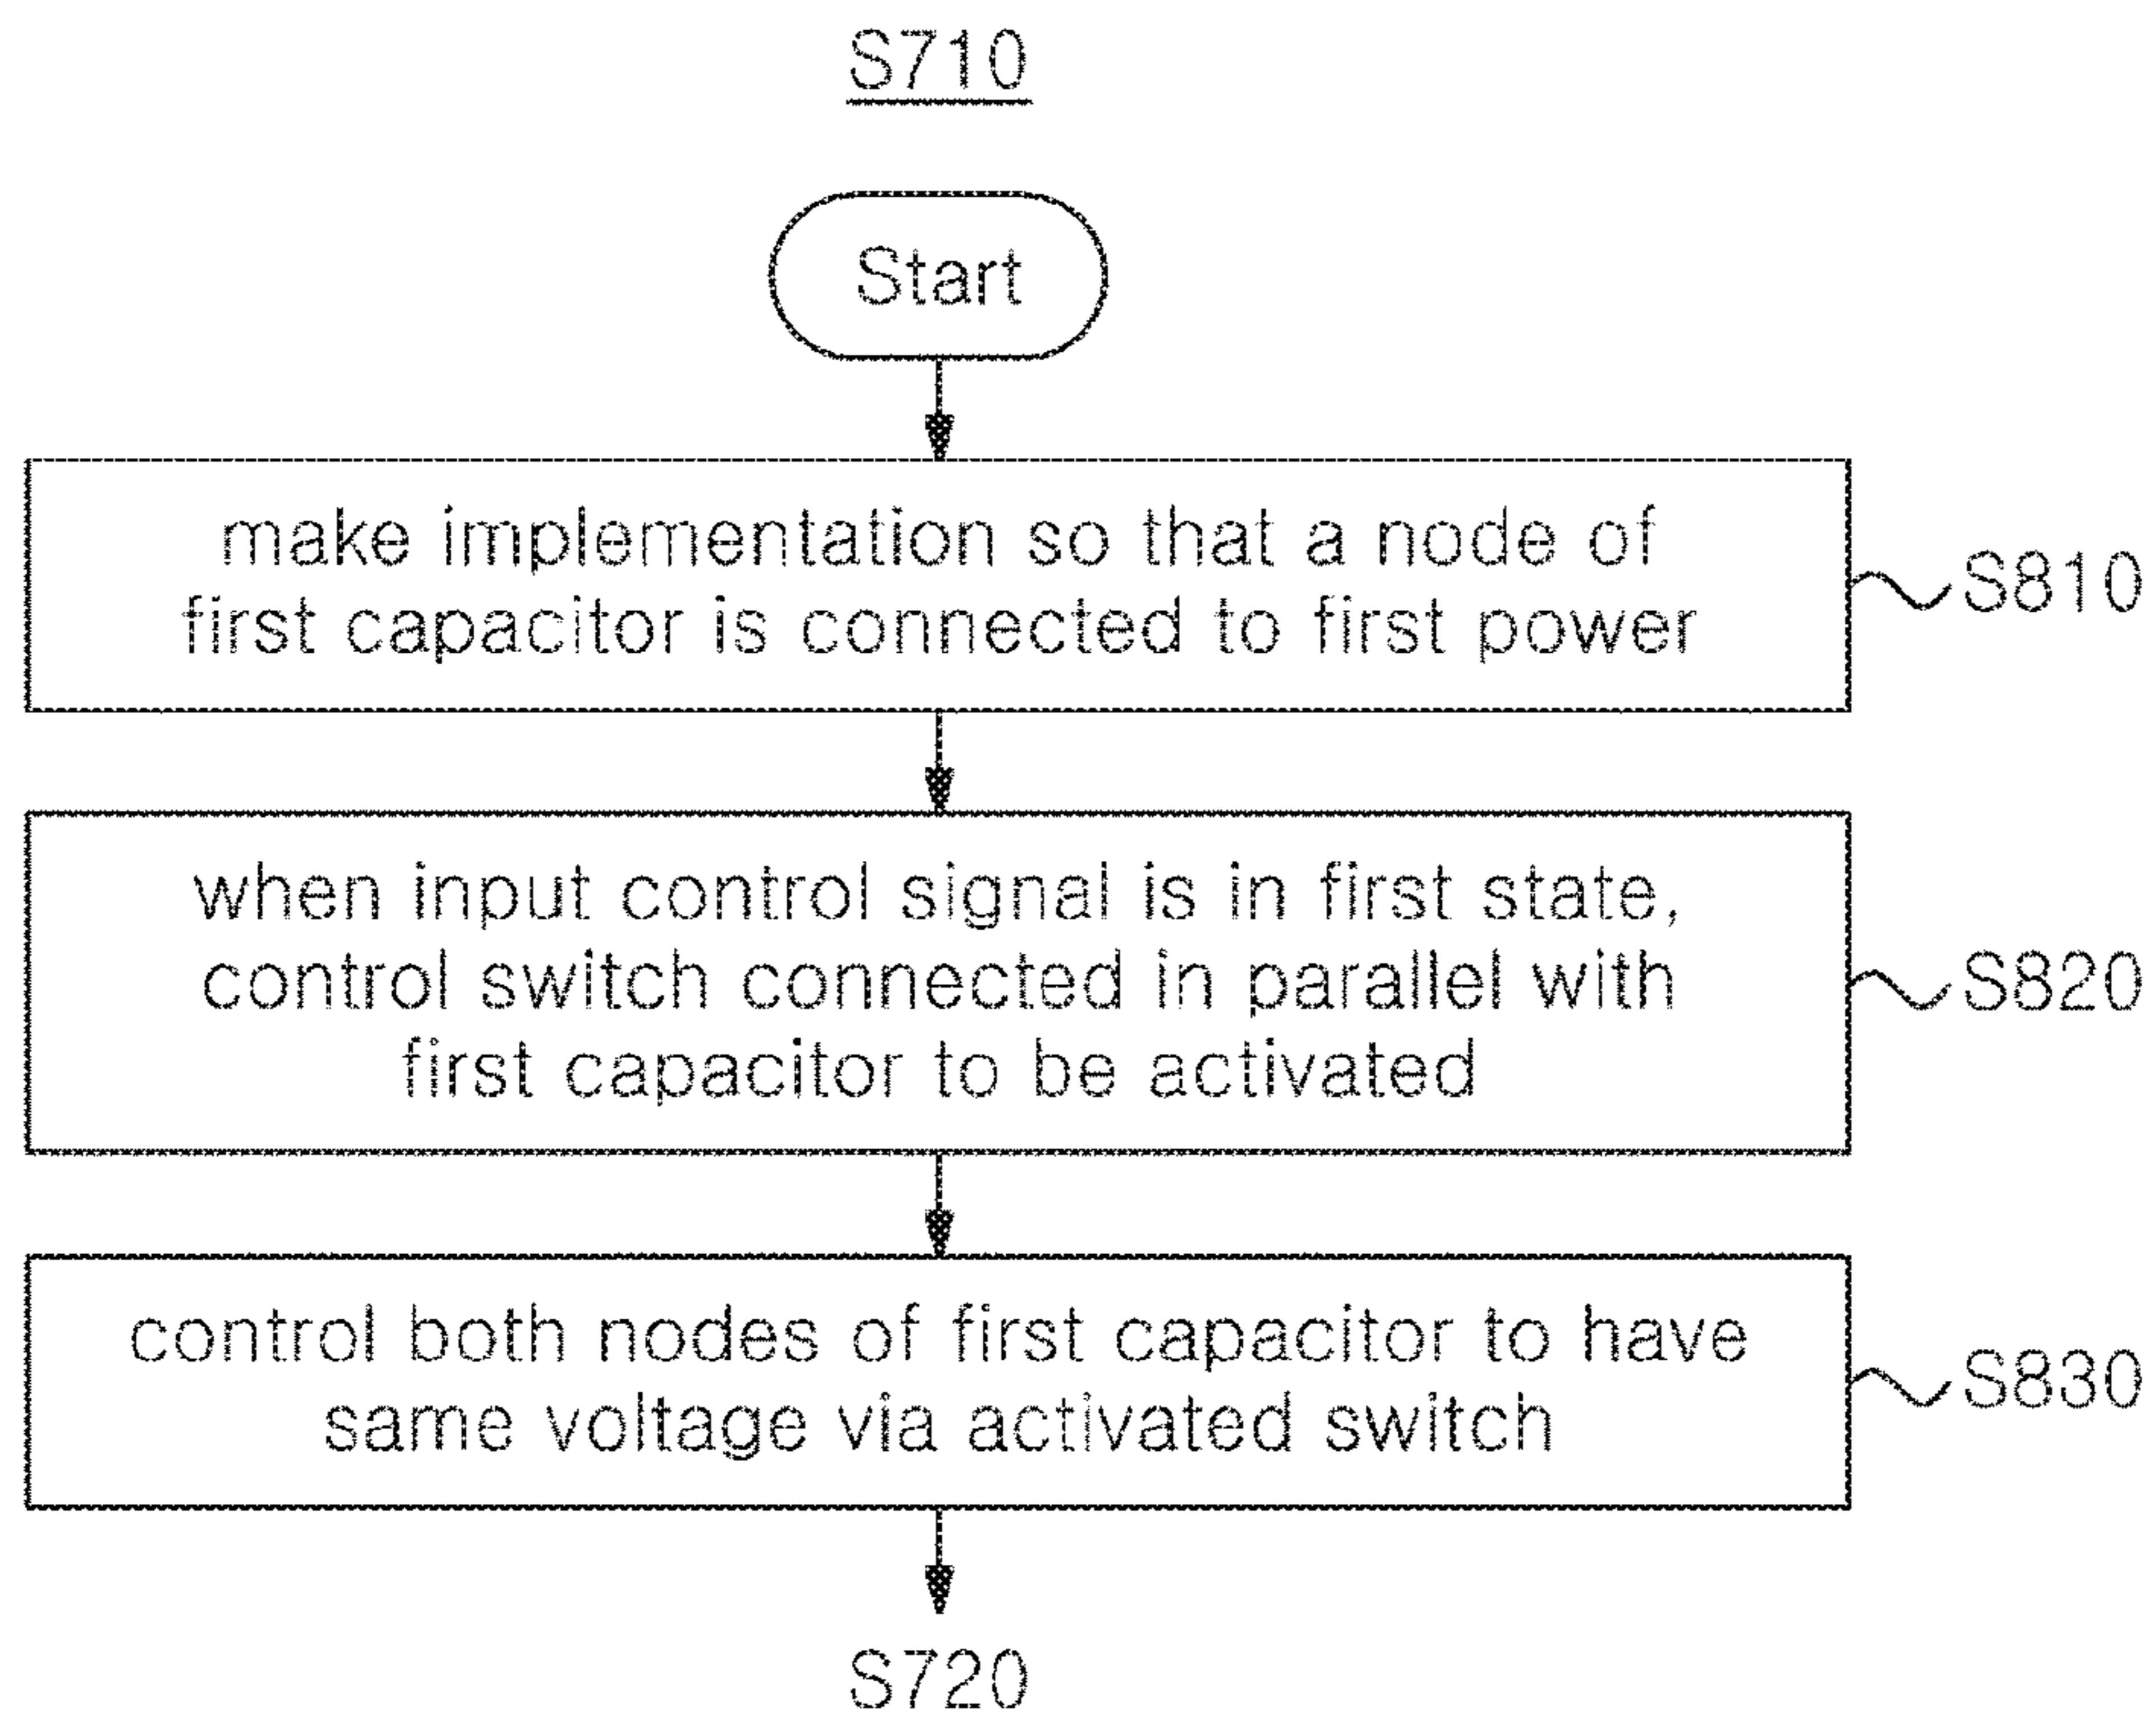 S710
Start
make implementation so that a node of
first capacitor is connected to first power
S810
when input control signal is in first state,
control switch connected in parallel with
first capacitor to be activated
S820
control both nodes of first capacitor to have
same voltage via activated switch
S830
S720